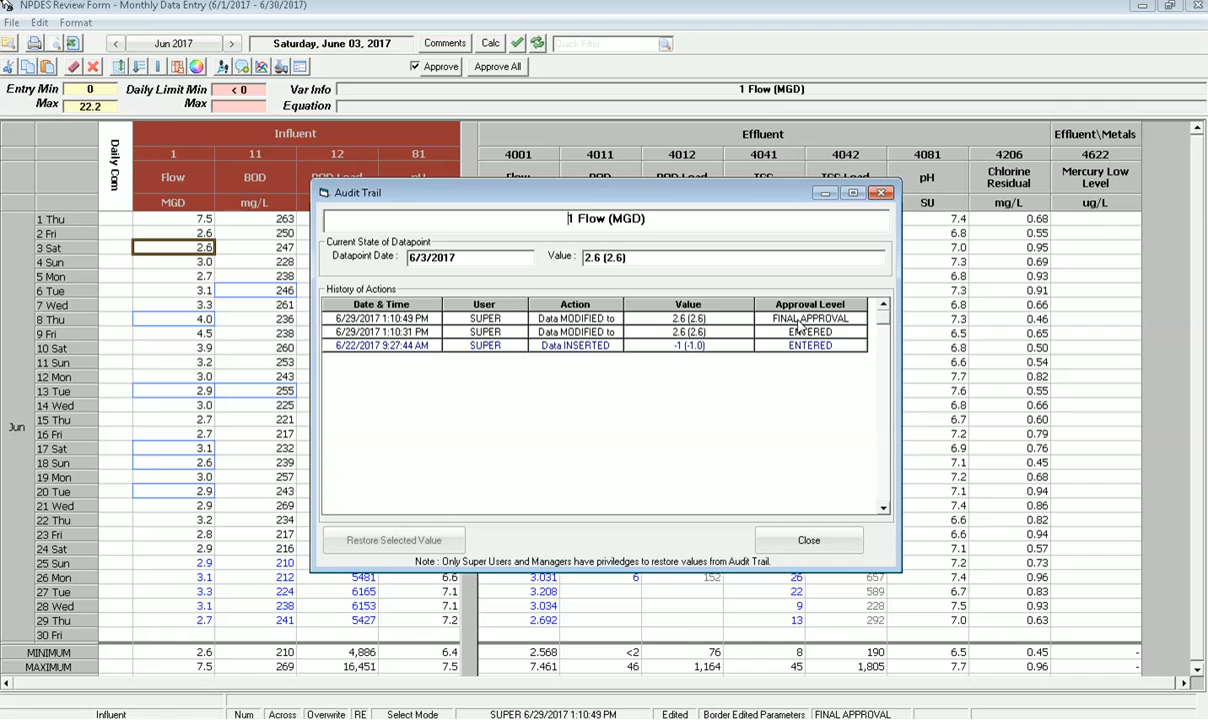 NPDES Review Form - Monthly Data Entry (6/1/2017 - 6/30/2017)
File Edit Format
< Jun 2017 > Saturday, June 03, 2017 Comments Calc Quick Filter
Approve Approve All
Entry Min 0 Daily Limit Min < 0 Var Info 1 Flow (MGD)
Max 22.2 Max Equation
Daily Com
Influent Effluent Effluent\Metals
1 11 12 81 4001 4011 4012 4041 4042 4081 4206 4622
Flow BOD BOD Load pH Flow BOD BOD Load TSS TSS Load pH Chlorine Residual Mercury Low Level
MGD mg/L SU mg/L ug/L
Audit Trail
1 Flow (MGD)
Current State of Datapoint
Datapoint Date : 6/3/2017 Value : 2.6 (2.6)
History of Actions
Date & Time User Action Value Approval Level
6/29/2017 1:10:49 PM SUPER Data MODIFIED to 2.6 (2.6) FINAL APPROVAL
6/29/2017 1:10:31 PM SUPER Data MODIFIED to 2.6 (2.6) ENTERED
6/22/2017 9:27:44 AM SUPER Data INSERTED -1 (-1.0) ENTERED
Restore Selected Value Close
Note : Only Super Users and Managers have priviledges to restore values from Audit Trail.
Jun
1 Thu 7.5 263 7.4 0.68
2 Fri 2.6 250 6.8 0.55
3 Sat 2.6 247 7.0 0.95
4 Sun 3.0 228 7.3 0.69
5 Mon 2.7 238 6.8 0.93
6 Tue 3.1 246 7.3 0.91
7 Wed 3.3 261 6.8 0.66
8 Thu 4.0 236 7.3 0.46
9 Fri 4.5 238 6.6 0.65
10 Sat 3.9 260 6.8 0.50
11 Sun 3.2 253 6.6 0.54
12 Mon 3.0 243 7.7 0.82
13 Tue 2.9 255 7.6 0.55
14 Wed 3.0 225 6.8 0.66
15 Thu 2.7 221 6.7 0.60
16 Fri 2.7 217 7.2 0.79
17 Sat 3.1 232 6.9 0.76
18 Sun 2.6 239 7.1 0.45
19 Mon 3.0 257 7.2 0.98
20 Tue 2.9 243 7.1 0.94
21 Wed 2.9 269 7.4 0.86
22 Thu 3.2 234 6.6 0.82
23 Fri 2.8 217 6.6 0.94
24 Sat 2.9 216 7.1 0.57
25 Sun 2.9 210 7.2 0.73
26 Mon 3.1 212 5481 6.6 3.031 6 152 26 657 7.4 0.96
27 Tue 3.3 224 6165 7.1 3.208 22 589 6.7 0.83
28 Wed 3.1 238 6153 7.1 3.034 9 228 7.5 0.93
29 Thu 2.7 241 5427 7.2 2.692 13 292 7.0 0.63
30 Fri
MINIMUM 2.6 210 4,886 6.4 2.568 <2 76 8 190 6.5 0.45 -
MAXIMUM 7.5 269 16,451 7.5 7.461 46 1,164 45 1,805 7.7 0.96 -
Influent Num Across Overwrite RE Select Mode SUPER 6/29/2017 1:10:49 PM Edited Border Edited Parameters FINAL APPROVAL